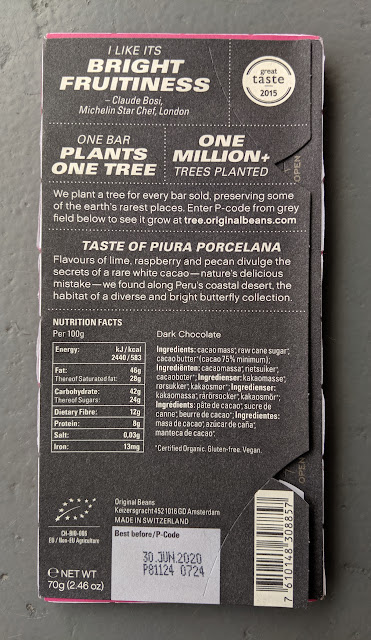 I LIKE ITS
BRIGHT
FRUITINESS
– Claude Bosi,
Michelin Star Chef, London
great
taste
2015
ONE BAR
PLANTS
ONE TREE
ONE
MILLION+
TREES PLANTED
OPEN
We plant a tree for every bar sold, preserving some
of the earth's rarest places. Enter P-code from grey
field below to see it grow at tree.originalbeans.com
TASTE OF PIURA PORCELANA
Flavours of lime, raspberry and pecan divulge the
secrets of a rare white cacao—nature's delicious
mistake—we found along Peru's coastal desert, the
habitat of a diverse and bright butterfly collection.
NUTRITION FACTS
Per 100g
Energy: kJ / kcal
2440 / 583
Fat: 46g
Thereof Saturated fat: 28g
Carbohydrate: 42g
Thereof Sugars: 24g
Dietary Fibre: 12g
Protein: 8g
Salt: 0,03g
Iron: 13mg
Dark Chocolate
Ingredients: cacao mass*, raw cane sugar*,
cacao butter* (cacao 75% minimum);
Ingrediënten: cacaomassa*, rietsuiker*,
cacaoboter*; Ingredienser: kakaomasse*,
rørsukker*, kakaosmør*; Ingredienser:
kakaomassa*, rårörsocker*, kakaosmör*;
Ingrédients: pâte de cacao*, sucre de
canne*, beurre de cacao*; Ingredientes:
masa de cacao*, azúcar de caña*,
manteca de cacao*.
*Certified Organic. Gluten-free. Vegan.
OPEN
CH-BIO-006
EU / Non-EU Agriculture
Original Beans
Keizersgracht 452 1016 GD Amsterdam
MADE IN SWITZERLAND
Best before / P-Code
30.JUN.2020
P81124 0724
e NET WT
70g (2.46 oz)
7 610148 308857